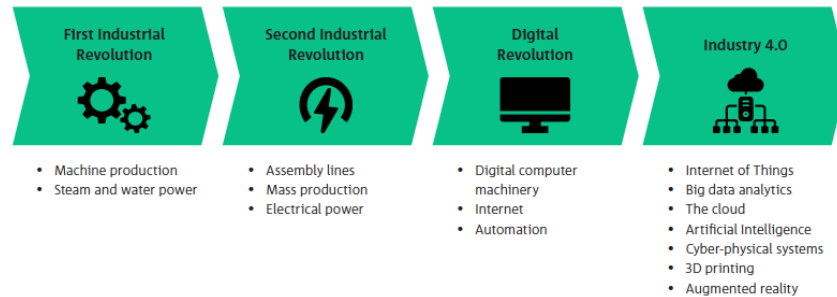 First Industrial
Revolution
• Machine production
• Steam and water power
Second Industrial
Revolution
• Assembly lines
• Mass production
• Electrical power
Digital
Revolution
• Digital computer
machinery
• Internet
• Automation
Industry 4.0
• Internet of Things
• Big data analytics
• The cloud
• Artificial Intelligence
• Cyber-physical systems
• 3D printing
• Augmented reality